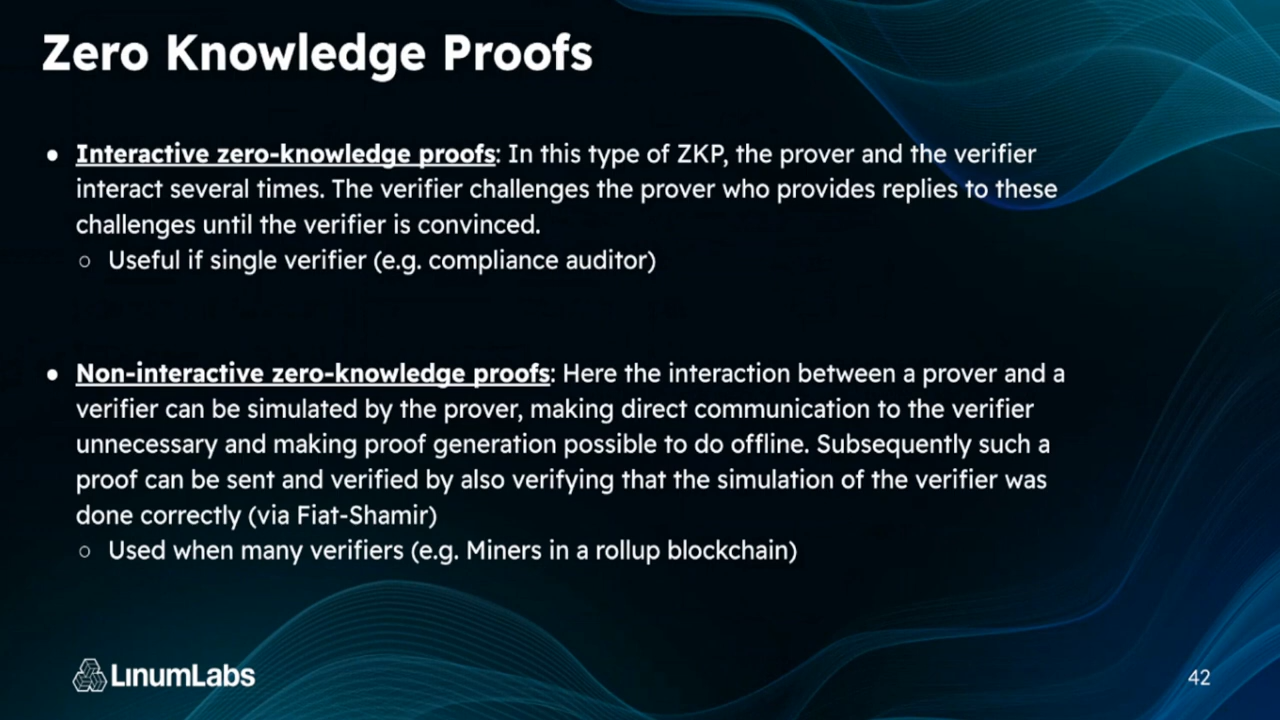 Zero Knowledge Proofs
● Interactive zero-knowledge proofs: In this type of ZKP, the prover and the verifier
interact several times. The verifier challenges the prover who provides replies to these
challenges until the verifier is convinced.
○ Useful if single verifier (e.g. compliance auditor)
● Non-interactive zero-knowledge proofs: Here the interaction between a prover and a
verifier can be simulated by the prover, making direct communication to the verifier
unnecessary and making proof generation possible to do offline. Subsequently such a
proof can be sent and verified by also verifying that the simulation of the verifier was
done correctly (via Fiat-Shamir)
○ Used when many verifiers (e.g. Miners in a rollup blockchain)
LinumLabs
42